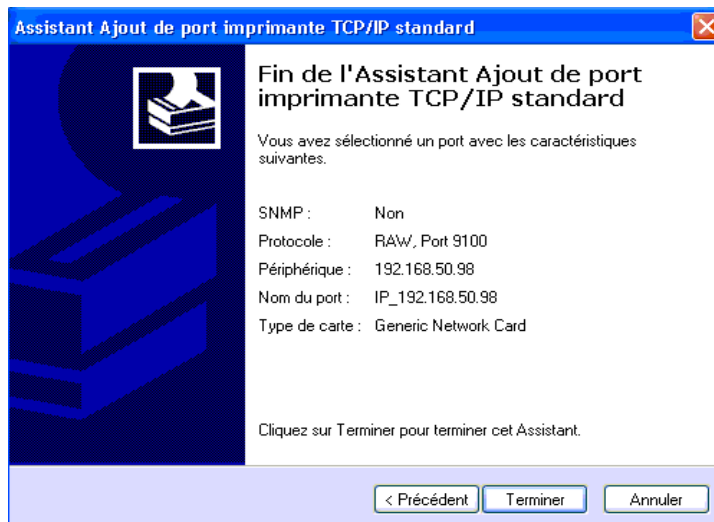 Assistant Ajout de port imprimante TCP/IP standard
Fin de l'Assistant Ajout de port
imprimante TCP/IP standard
Vous avez sélectionné un port avec les caractéristiques
suivantes.
SNMP : Non
Protocole : RAW, Port 9100
Périphérique : 192.168.50.98
Nom du port : IP_192.168.50.98
Type de carte : Generic Network Card
Cliquez sur Terminer pour terminer cet Assistant.
< Précédent Terminer Annuler